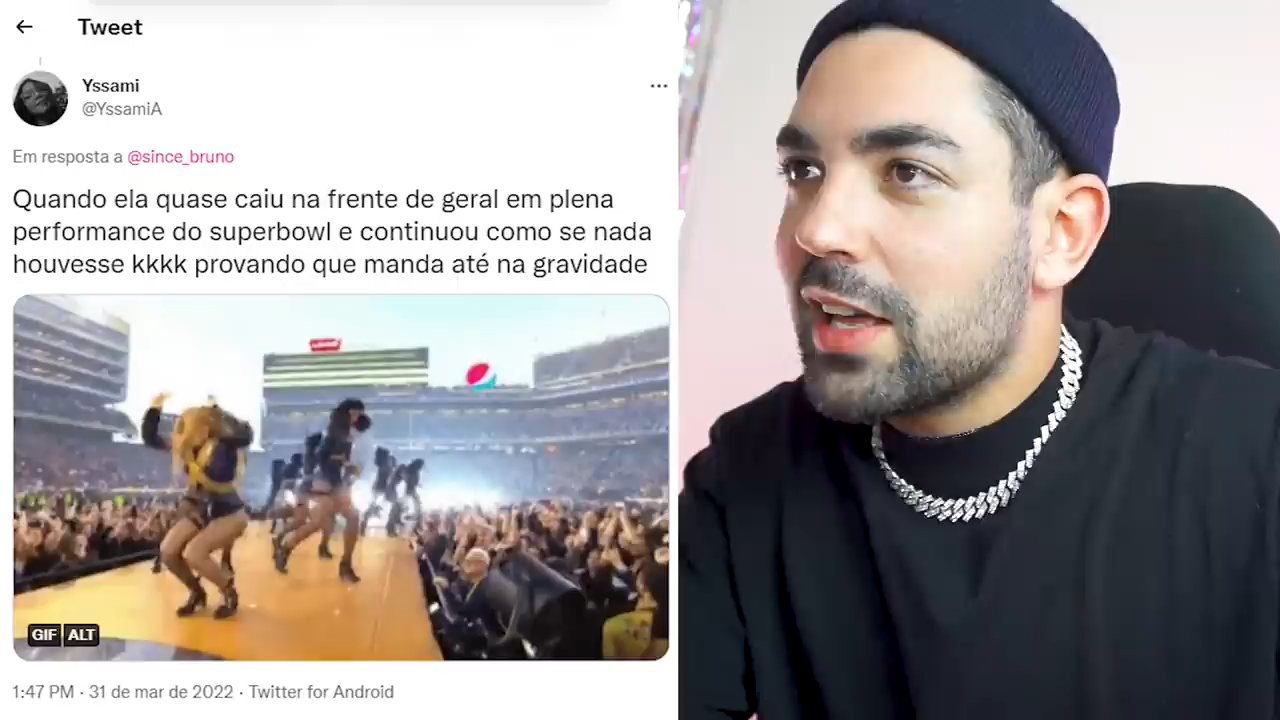 Tweet
Yssami
@YssamiA
Em resposta a @since_bruno
Quando ela quase caiu na frente de geral em plena
performance do superbowl e continuou como se nada
houvesse kkkk provando que manda até na gravidade
GIF ALT
1:47 PM · 31 de mar de 2022 · Twitter for Android